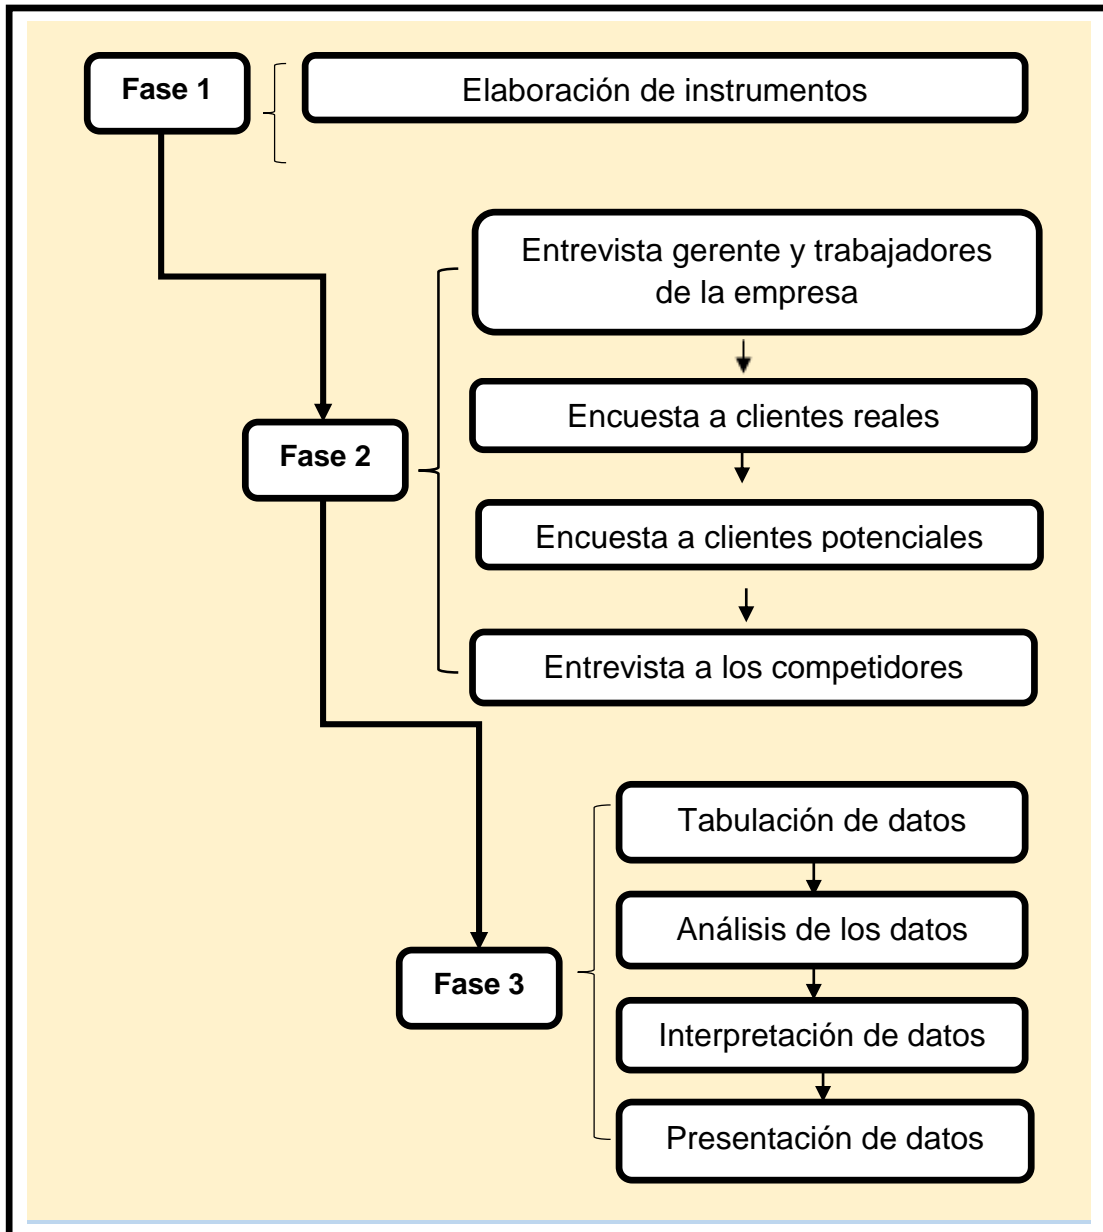 Fase 1
Elaboración de instrumentos
Entrevista gerente y trabajadores
de la empresa
Encuesta a clientes reales
Fase 2
Encuesta a clientes potenciales
Entrevista a los competidores
Tabulación de datos
Análisis de los datos
Fase 3
Interpretación de datos
Presentación de datos